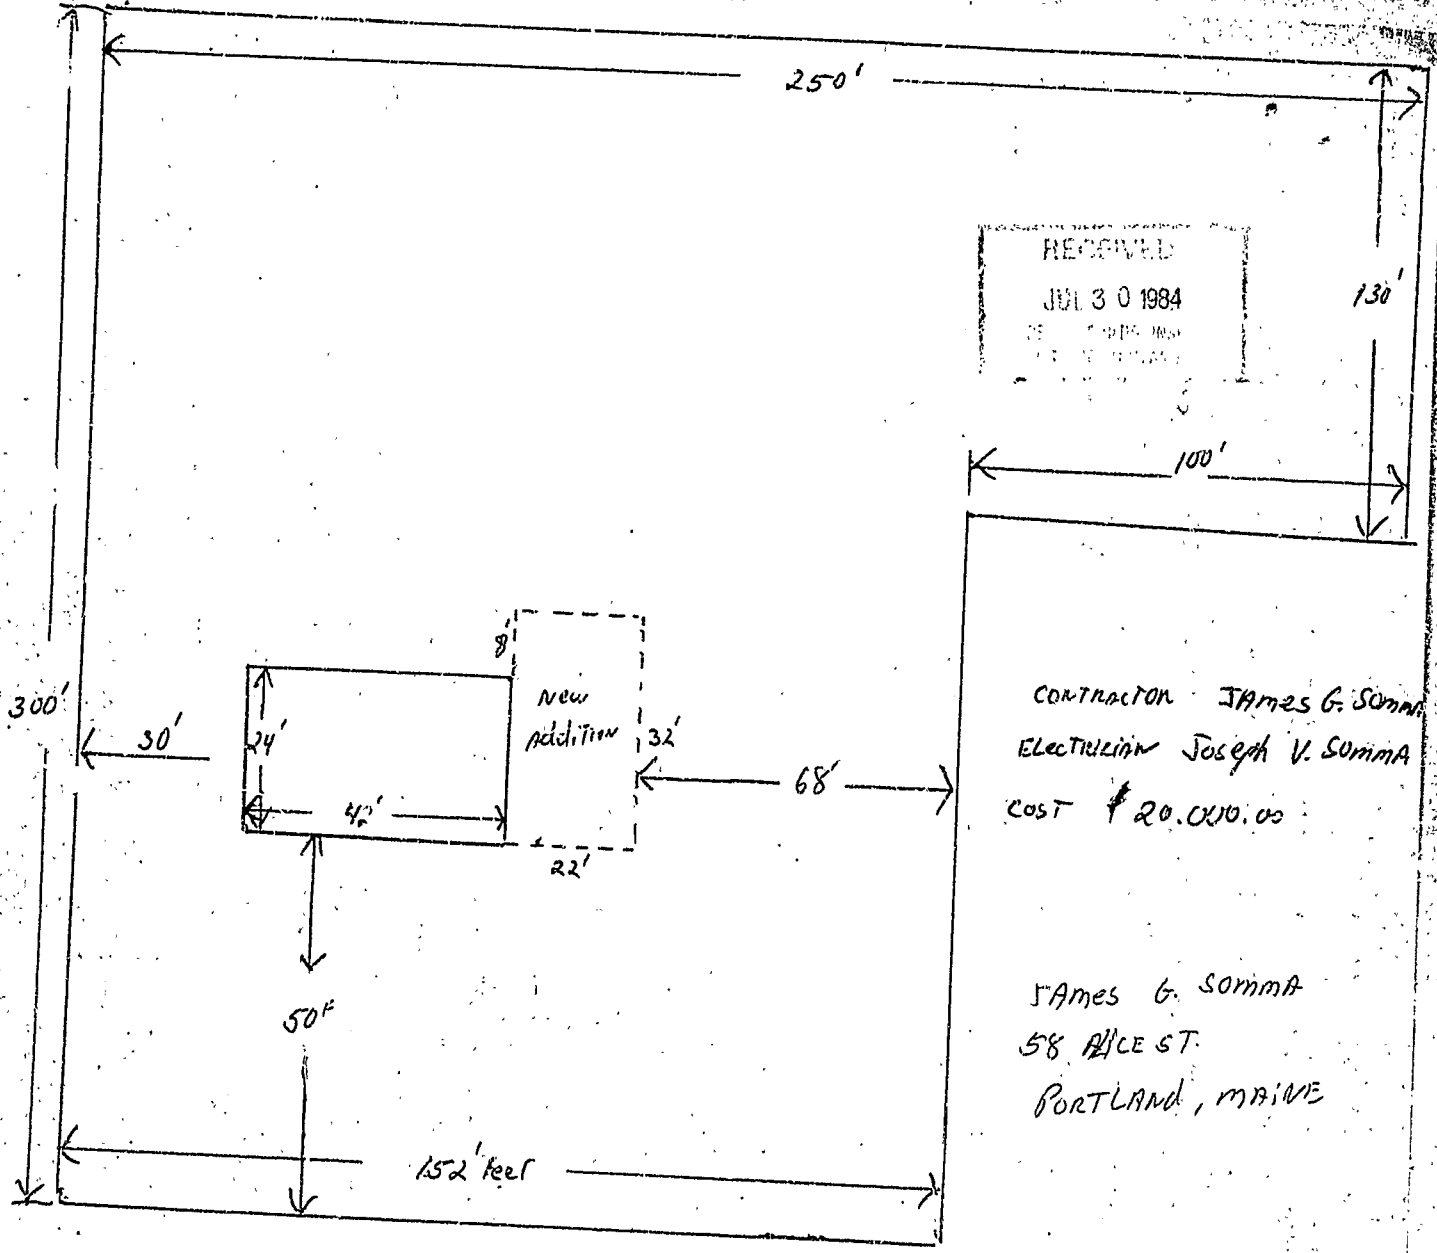 250'
RECEIVED
JUL 30 1984
130'
100'
8'
New
Addition
300'
30'
24'
32'
68'
42'
22'
50F
152' feet
CONTRACTOR JAmes G. SommA
ELECTRICIAN Joseph V. SommA
COST $20.000.00
JAmes G. SommA
58 ALICE ST.
PORTLAND, MAINE